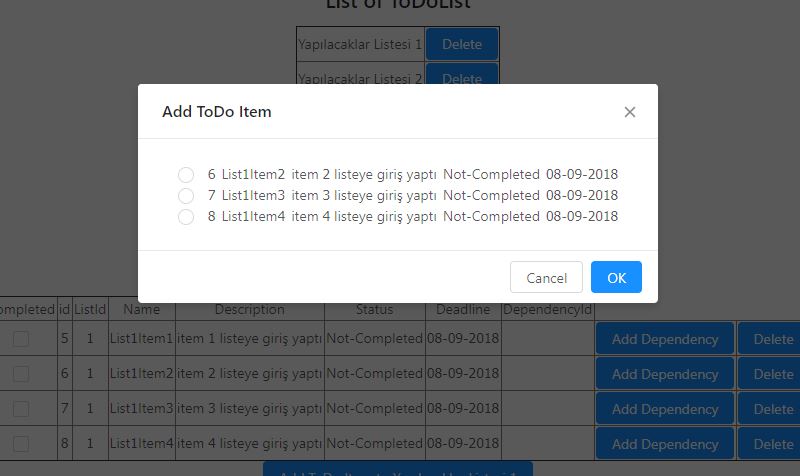 List of ToDoList
Yapılacaklar Listesi 1 Delete
Yapılacaklar Listesi 2 Delete
Add ToDo Item
6 List1Item2 item 2 listeye giriş yaptı Not-Completed 08-09-2018
7 List1Item3 item 3 listeye giriş yaptı Not-Completed 08-09-2018
8 List1Item4 item 4 listeye giriş yaptı Not-Completed 08-09-2018
Cancel OK
ompleted id ListId Name Description Status Deadline DependencyId
5 1 List1Item1 item 1 listeye giriş yaptı Not-Completed 08-09-2018 Add Dependency Delete
6 1 List1Item2 item 2 listeye giriş yaptı Not-Completed 08-09-2018 Add Dependency Delete
7 1 List1Item3 item 3 listeye giriş yaptı Not-Completed 08-09-2018 Add Dependency Delete
8 1 List1Item4 item 4 listeye giriş yaptı Not-Completed 08-09-2018 Add Dependency Delete